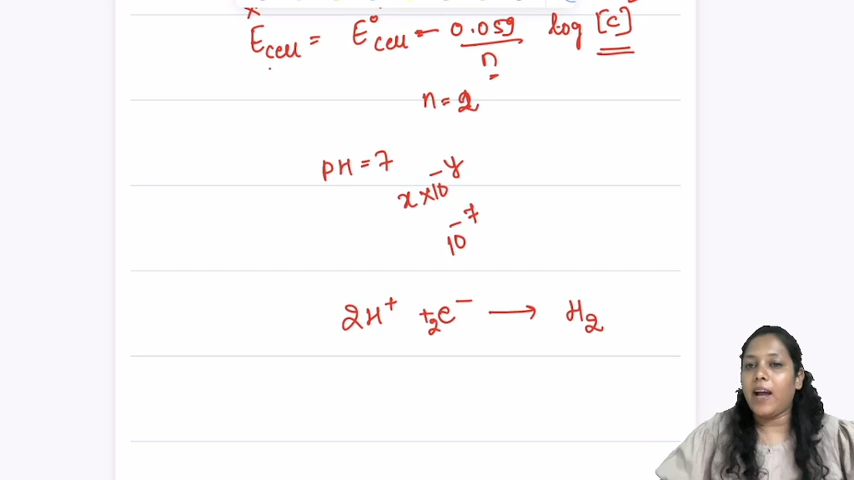 x
Ecell = E°cell - 0.059/n log [c]
n = 2
pH = 7
x×10^-y
10^-7
2H⁺ +2e⁻ → H₂